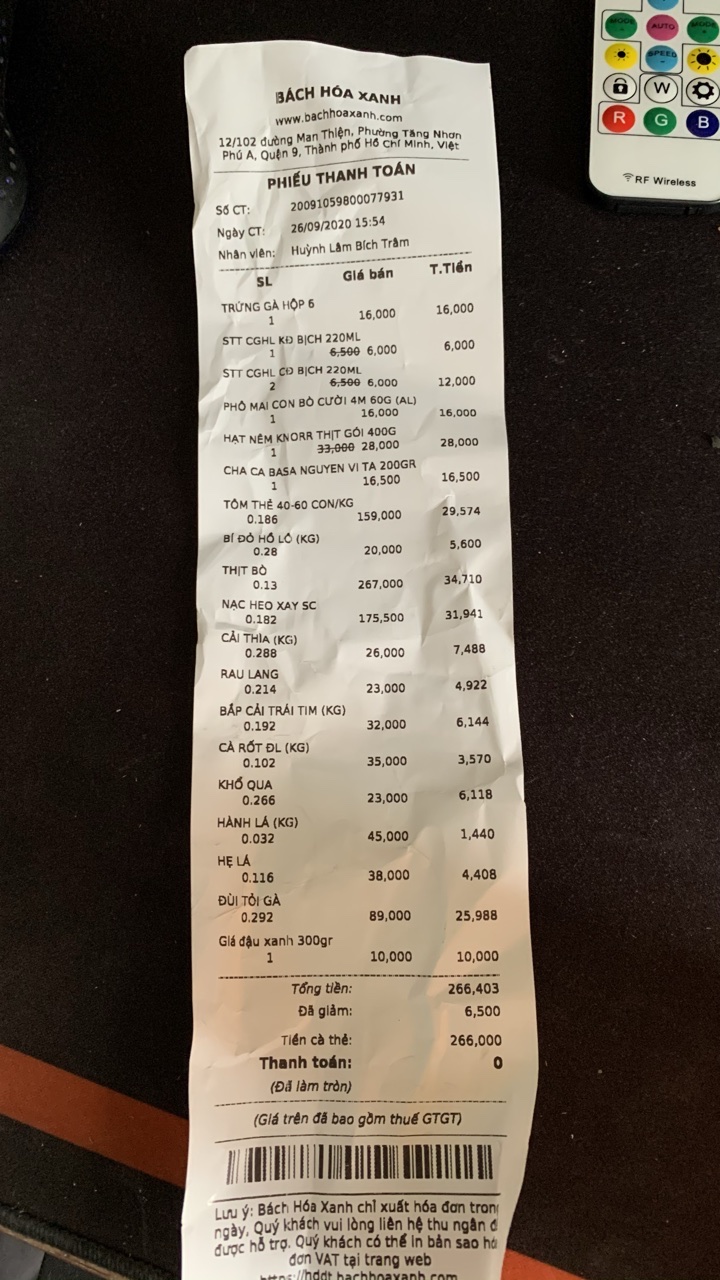 BÁCH HÓA XANH
www.bachhoaxanh.com
12/102 đường Man Thiện, Phường Tăng Nhơn
Phú A, Quận 9, Thành phố Hồ Chí Minh, Việt
PHIẾU THANH TOÁN
Số CT: 20091059800077931
Ngày CT: 26/09/2020 15:54
Nhân viên: Huỳnh Lâm Bích Trâm
SL Giá bán T.Tiền
TRỨNG GÀ HỘP 6
1 16,000 16,000
STT CGHL KĐ BỊCH 220ML
1 6,500 6,000 6,000
STT CGHL CĐ BỊCH 220ML
2 6,500 6,000 12,000
PHÔ MAI CON BÒ CƯỜI 4M 60G (AL)
1 16,000 16,000
HẠT NÊM KNORR THỊT GÓI 400G
1 33,000 28,000 28,000
CHA CA BASA NGUYEN VI TA 200GR
1 16,500 16,500
TÔM THẺ 40-60 CON/KG
0.186 159,000 29,574
BÍ ĐỎ HỒ LÔ (KG)
0.28 20,000 5,600
THỊT BÒ
0.13 267,000 34,710
NẠC HEO XAY SC
0.182 175,500 31,941
CẢI THÌA (KG)
0.288 26,000 7,488
RAU LANG
0.214 23,000 4,922
BẮP CẢI TRÁI TIM (KG)
0.192 32,000 6,144
CÀ RỐT ĐL (KG)
0.102 35,000 3,570
KHỔ QUA
0.266 23,000 6,118
HÀNH LÁ (KG)
0.032 45,000 1,440
HẸ LÁ
0.116 38,000 4,408
ĐÙI TỎI GÀ
0.292 89,000 25,988
Giá đậu xanh 300gr
1 10,000 10,000
Tổng tiền: 266,403
Đã giảm: 6,500
Tiền cà thẻ: 266,000
Thanh toán: 0
(Đã làm tròn)
(Giá trên đã bao gồm thuế GTGT)
Lưu ý: Bách Hóa Xanh chỉ xuất hóa đơn trong
ngày, Quý khách vui lòng liên hệ thu ngân đ
được hỗ trợ. Quý khách có thể in bản sao hó
đơn VAT tại trang web
https://hddt.bachhoaxanh.com
MODE AUTO MODE
SPEED
W
R G B
RF Wireless